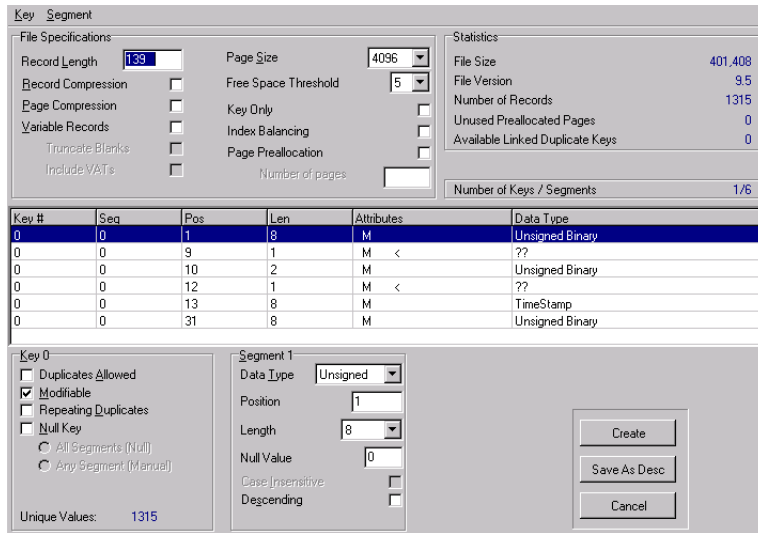 Key Segment
File Specifications
Record Length 139
Record Compression
Page Compression
Variable Records
Truncate Blanks
Include VATs
Page Size 4096
Free Space Threshold 5
Key Only
Index Balancing
Page Preallocation
Number of pages
Statistics
File Size 401,408
File Version 9.5
Number of Records 1315
Unused Preallocated Pages 0
Available Linked Duplicate Keys 0
Number of Keys / Segments 1/6
Key # Seg Pos Len Attributes Data Type
0 0 1 8 M Unsigned Binary
0 0 9 1 M < ??
0 0 10 2 M Unsigned Binary
0 0 12 1 M < ??
0 0 13 8 M TimeStamp
0 0 31 8 M Unsigned Binary
Key 0
Duplicates Allowed
Modifiable
Repeating Duplicates
Null Key
All Segments (Null)
Any Segment (Manual)
Unique Values: 1315
Segment 1
Data Type Unsigned
Position 1
Length 8
Null Value 0
Case Insensitive
Descending
Create
Save As Desc
Cancel